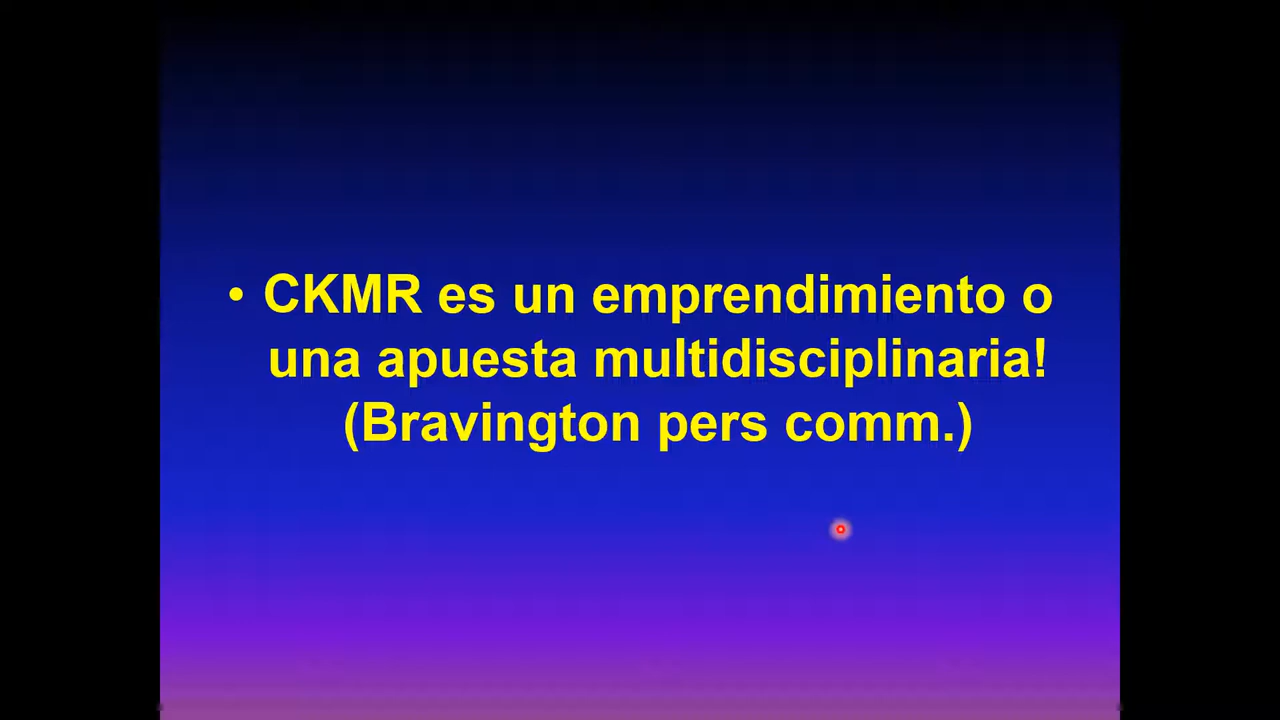 • CKMR es un emprendimiento o
una apuesta multidisciplinaria!
(Bravington pers comm.)